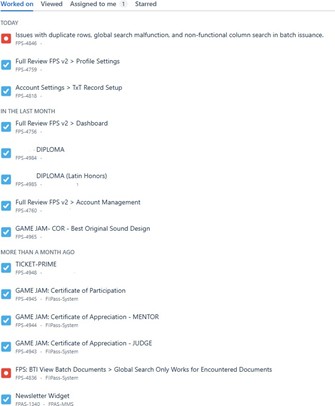 Worked on Viewed Assigned to me 1 Starred
TODAY
Issues with duplicate rows, global search malfunction, and non-functional column search in batch issuance.
FPS-4846 ·
Full Review FPS v2 > Profile Settings
FPS-4759 ·
Account Settings > TxT Record Setup
FPS-4818 ·
IN THE LAST MONTH
Full Review FPS v2 > Dashboard
FPS-4756 ·
DIPLOMA
FPS-4984 ·
DIPLOMA (Latin Honors)
FPS-4985 ·
Full Review FPS v2 > Account Management
FPS-4760 ·
GAME JAM- COR - Best Original Sound Design
FPS-4965 ·
MORE THAN A MONTH AGO
TICKET-PRIME
FPS-4948 ·
GAME JAM: Certificate of Participation
FPS-4945 · FiPass-System
GAME JAM: Certificate of Appreciation - MENTOR
FPS-4944 · FiPass-System
GAME JAM: Certificate of Appreciation - JUDGE
FPS-4943 · FiPass-System
FPS: BTI View Batch Documents > Global Search Only Works for Encountered Documents
FPS-4836 · FiPass-System
Newsletter Widget
FPAS-1340 · FPAS-MMS